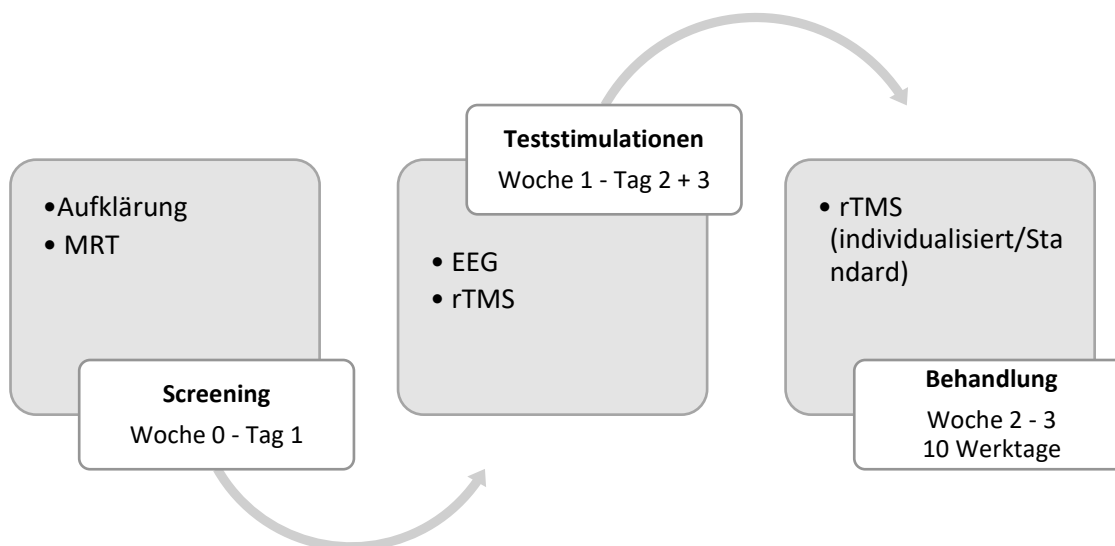 •Aufklärung
• MRT
Screening
Woche 0 - Tag 1
Teststimulationen
Woche 1 - Tag 2 + 3
• EEG
• rTMS
• rTMS
(individualisiert/Sta
ndard)
Behandlung
Woche 2 - 3
10 Werktage